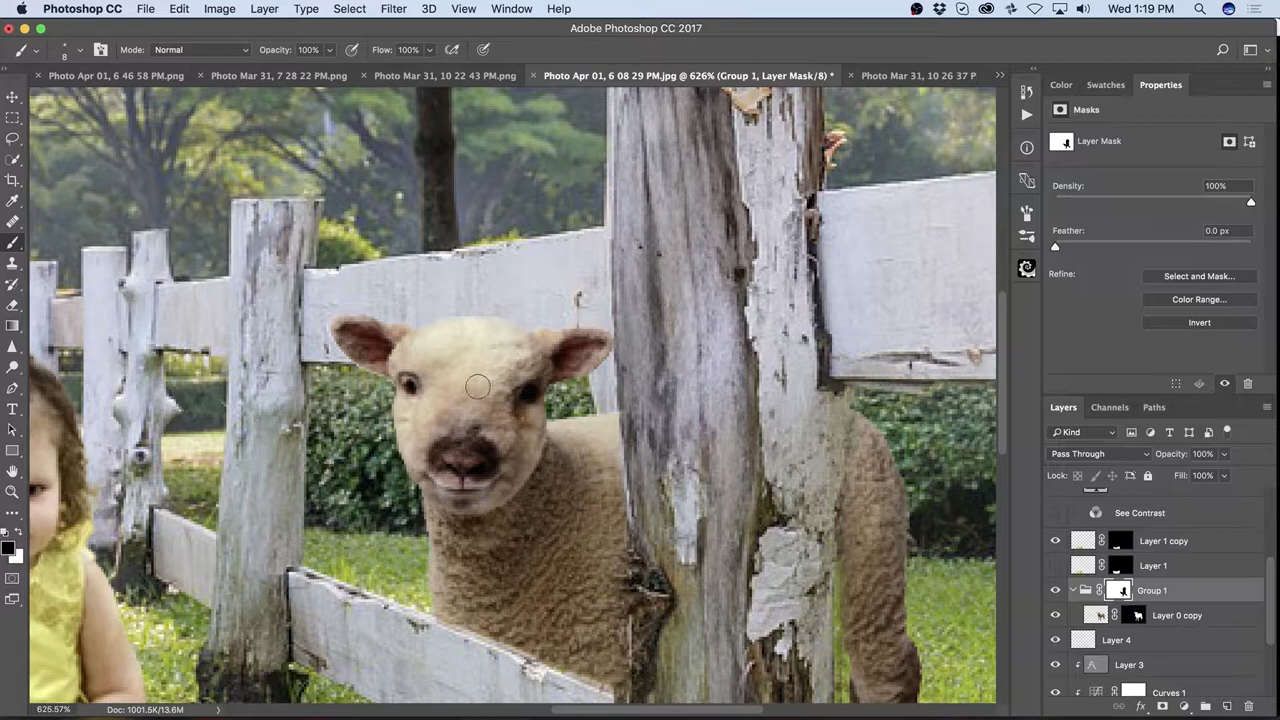 Photoshop CC File Edit Image Layer Type Select Filter 3D View Window Help Wed 1:19 PM
Adobe Photoshop CC 2017
8 Mode: Normal Opacity: 100% Flow: 100%
Photo Apr 01, 6 46 58 PM.png Photo Mar 31, 7 28 22 PM.png Photo Mar 31, 10 22 43 PM.png Photo Apr 01, 6 08 29 PM.jpg @ 626% (Group 1, Layer Mask/8) * Photo Mar 31, 10 26 37 P
Color Swatches Properties
Masks
Layer Mask
Density: 100%
Feather: 0.0 px
Refine: Select and Mask...
Color Range...
Invert
Layers Channels Paths
Kind
Pass Through Opacity: 100%
Lock: Fill: 100%
See Contrast
Layer 1 copy
Layer 1
Group 1
Layer 0 copy
Layer 4
Layer 3
Curves 1
625.57% Doc: 1001.5K/13.6M